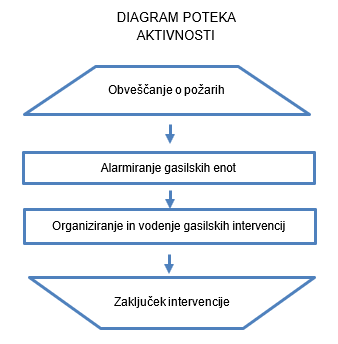 DIAGRAM POTEKA
AKTIVNOSTI
Obveščanje o požarih
Alarmiranje gasilskih enot
Organiziranje in vodenje gasilskih intervencij
Zaključek intervencije